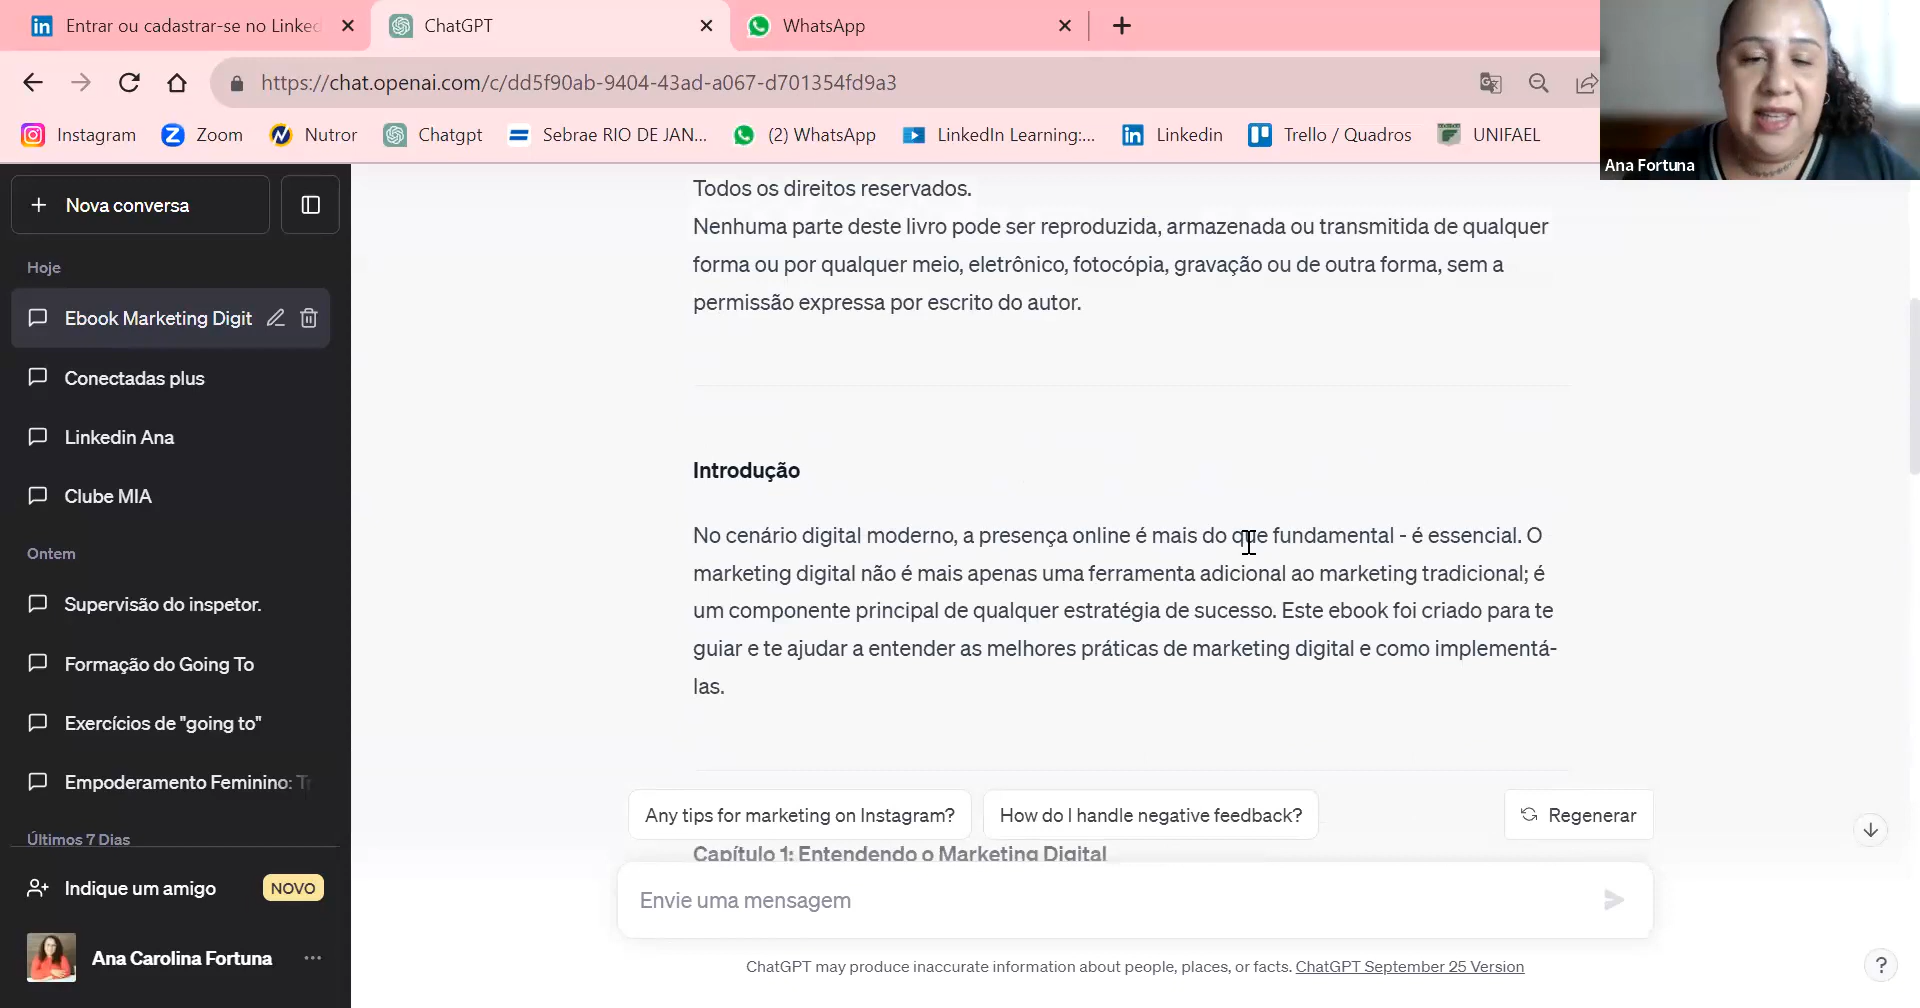 Entrar ou cadastrar-se no Linked
ChatGPT
WhatsApp
https://chat.openai.com/c/dd5f90ab-9404-43ad-a067-d701354fd9a3
Instagram
Zoom
Nutror
Chatgpt
Sebrae RIO DE JAN...
(2) WhatsApp
LinkedIn Learning:...
Linkedin
Trello / Quadros
UNIFAEL
Ana Fortuna
Nova conversa
Hoje
Ebook Marketing Digit
Conectadas plus
Linkedin Ana
Clube MIA
Ontem
Supervisão do inspetor.
Formação do Going To
Exercícios de "going to"
Empoderamento Feminino: Tr
Últimos 7 Dias
Indique um amigo
NOVO
Ana Carolina Fortuna
Todos os direitos reservados.
Nenhuma parte deste livro pode ser reproduzida, armazenada ou transmitida de qualquer
forma ou por qualquer meio, eletrônico, fotocópia, gravação ou de outra forma, sem a
permissão expressa por escrito do autor.
Introdução
No cenário digital moderno, a presença online é mais do que fundamental - é essencial. O
marketing digital não é mais apenas uma ferramenta adicional ao marketing tradicional; é
um componente principal de qualquer estratégia de sucesso. Este ebook foi criado para te
guiar e te ajudar a entender as melhores práticas de marketing digital e como implementá-
las.
Any tips for marketing on Instagram?
How do I handle negative feedback?
Regenerar
Capítulo 1: Entendendo o Marketing Digital
Envie uma mensagem
ChatGPT may produce inaccurate information about people, places, or facts. ChatGPT September 25 Version
?